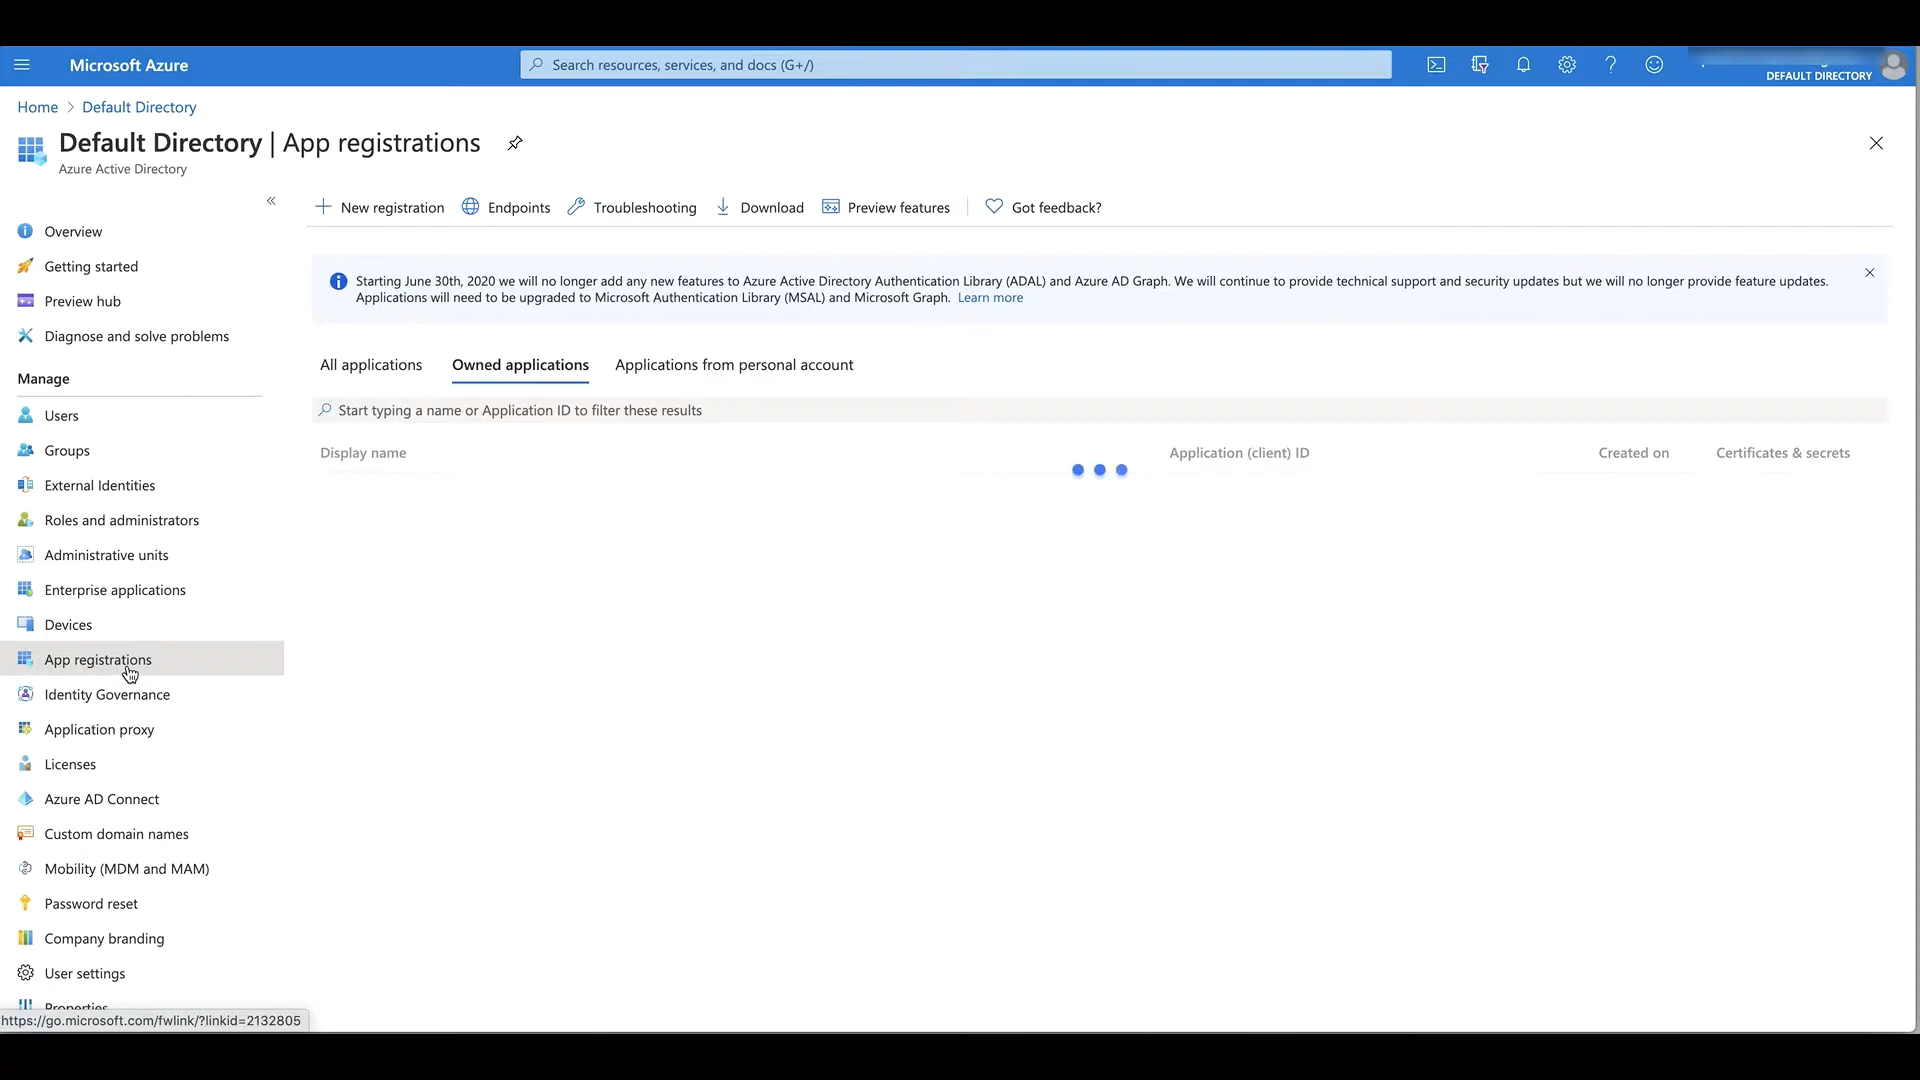 Microsoft Azure
Search resources, services, and docs (G+/)
DEFAULT DIRECTORY
Home > Default Directory
Default Directory | App registrations
Azure Active Directory
New registration
Endpoints
Troubleshooting
Download
Preview features
Got feedback?
Overview
Getting started
Preview hub
Diagnose and solve problems
Manage
Users
Groups
External Identities
Roles and administrators
Administrative units
Enterprise applications
Devices
App registrations
Identity Governance
Application proxy
Licenses
Azure AD Connect
Custom domain names
Mobility (MDM and MAM)
Password reset
Company branding
User settings
Properties
https://go.microsoft.com/fwlink/?linkid=2132805
Starting June 30th, 2020 we will no longer add any new features to Azure Active Directory Authentication Library (ADAL) and Azure AD Graph. We will continue to provide technical support and security updates but we will no longer provide feature updates.
Applications will need to be upgraded to Microsoft Authentication Library (MSAL) and Microsoft Graph. Learn more
All applications
Owned applications
Applications from personal account
Start typing a name or Application ID to filter these results
Display name
Application (client) ID
Created on
Certificates & secrets